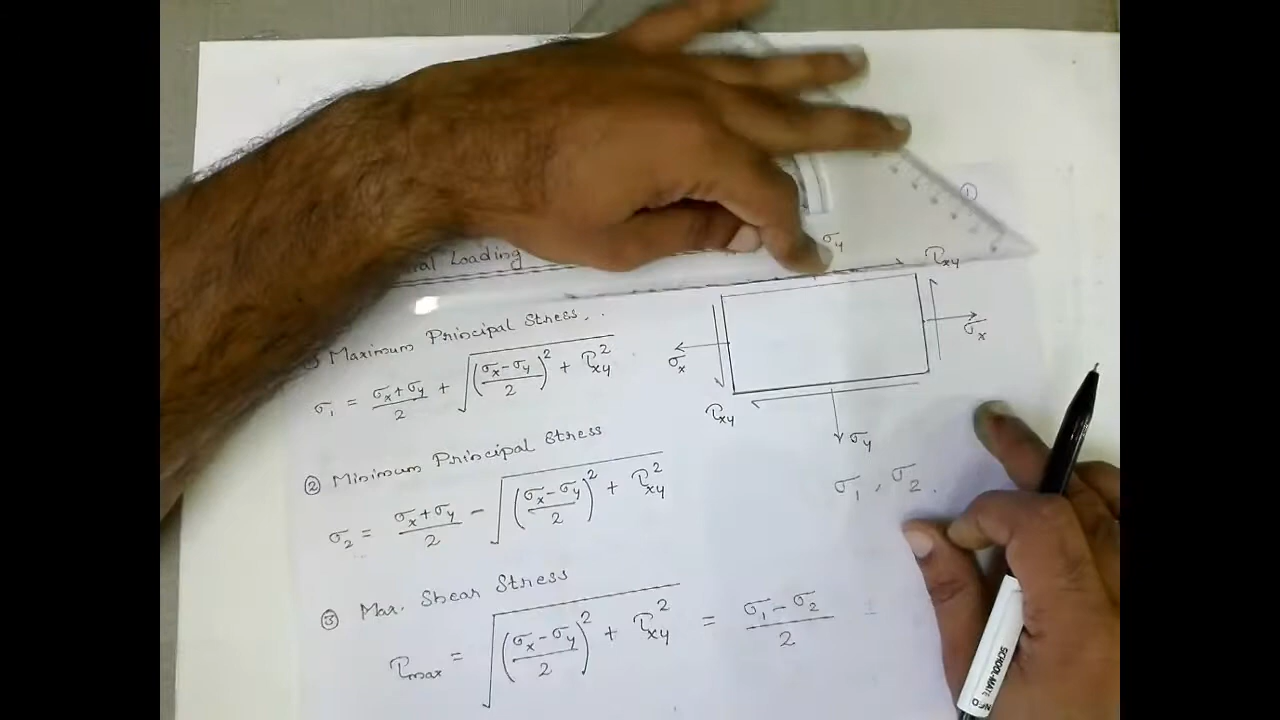 ①
Loading
σy
τxy
σx
σx
τxy
σy
σ1, σ2.
Maximum Principal Stress..
σ1 = (σx+σy)/2 + √(((σx-σy)/2)² + τxy²)
② Minimum Principal Stress
σ2 = (σx+σy)/2 - √(((σx-σy)/2)² + τxy²)
③ Max. Shear Stress
τmax = √(((σx-σy)/2)² + τxy²) = (σ1-σ2)/2
SCHOOL-MATE